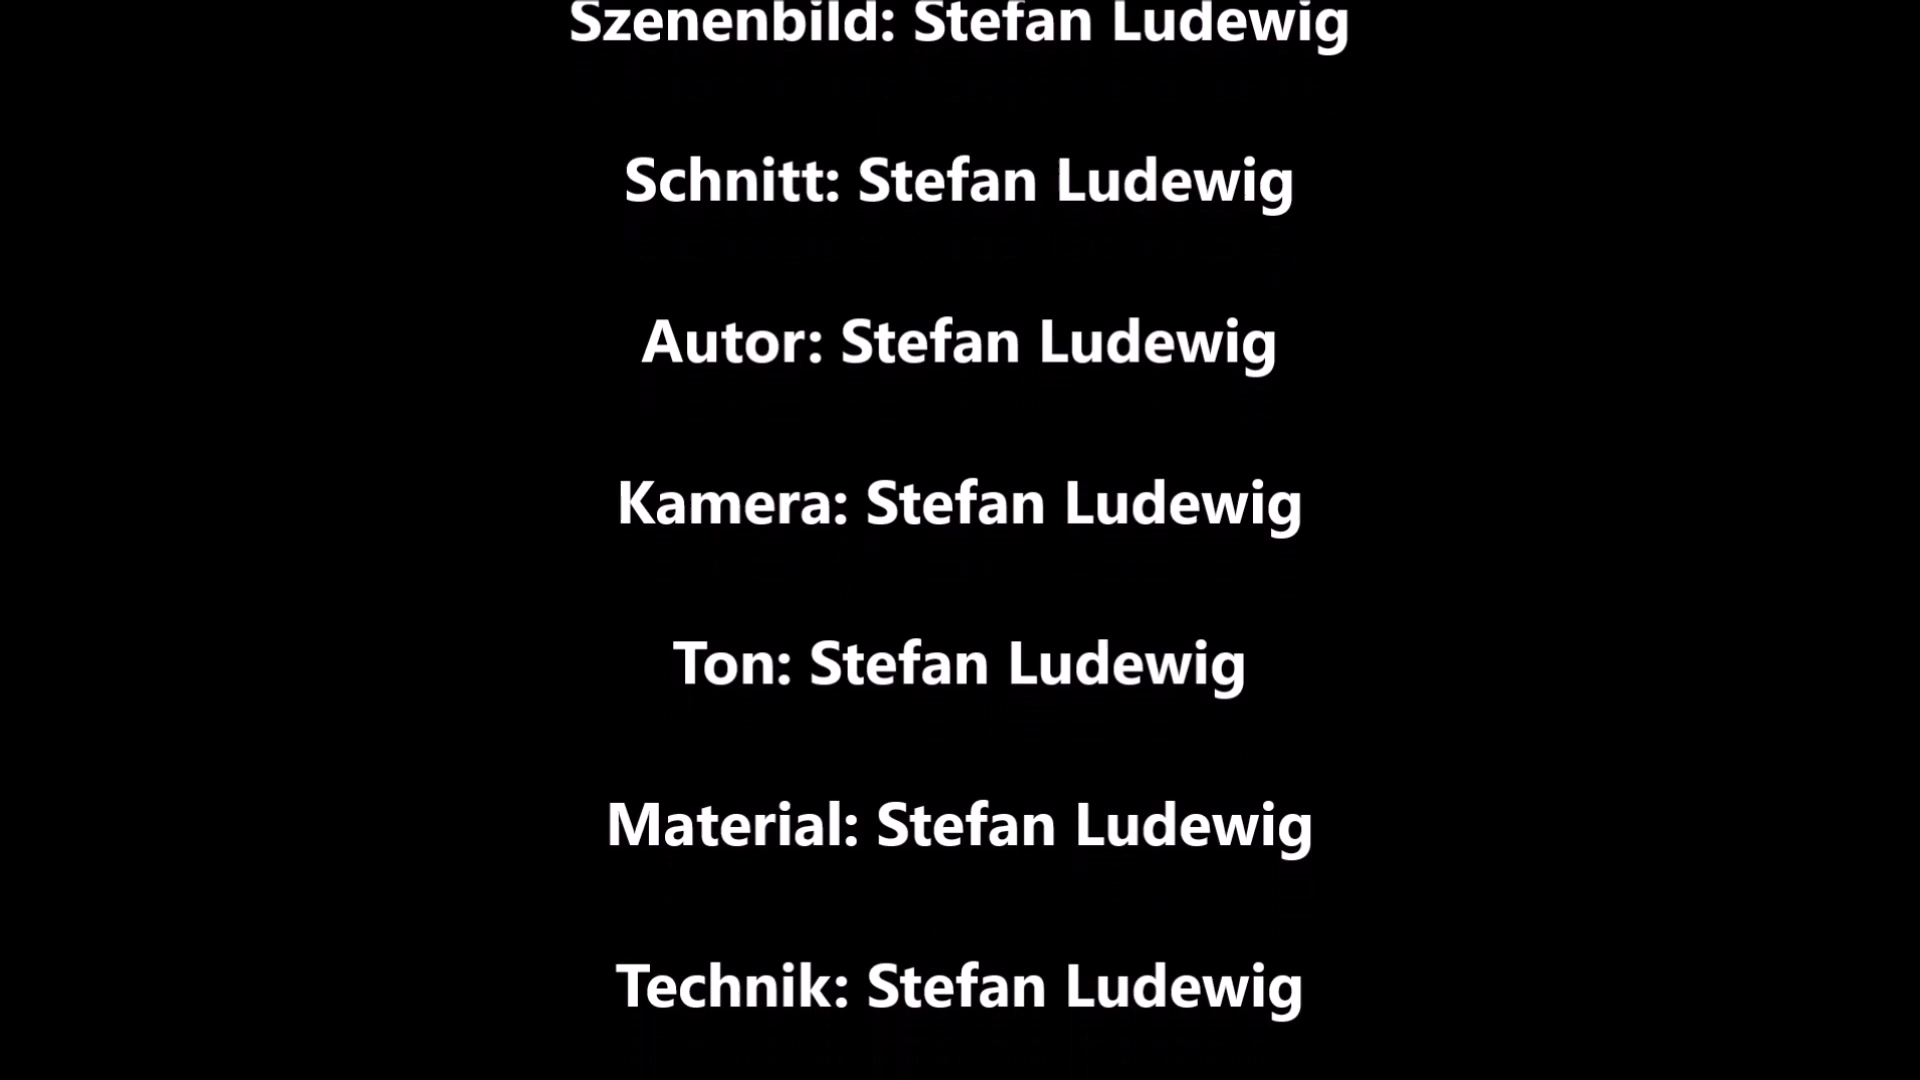 Szenenbild: Stefan Ludewig
Schnitt: Stefan Ludewig
Autor: Stefan Ludewig
Kamera: Stefan Ludewig
Ton: Stefan Ludewig
Material: Stefan Ludewig
Technik: Stefan Ludewig